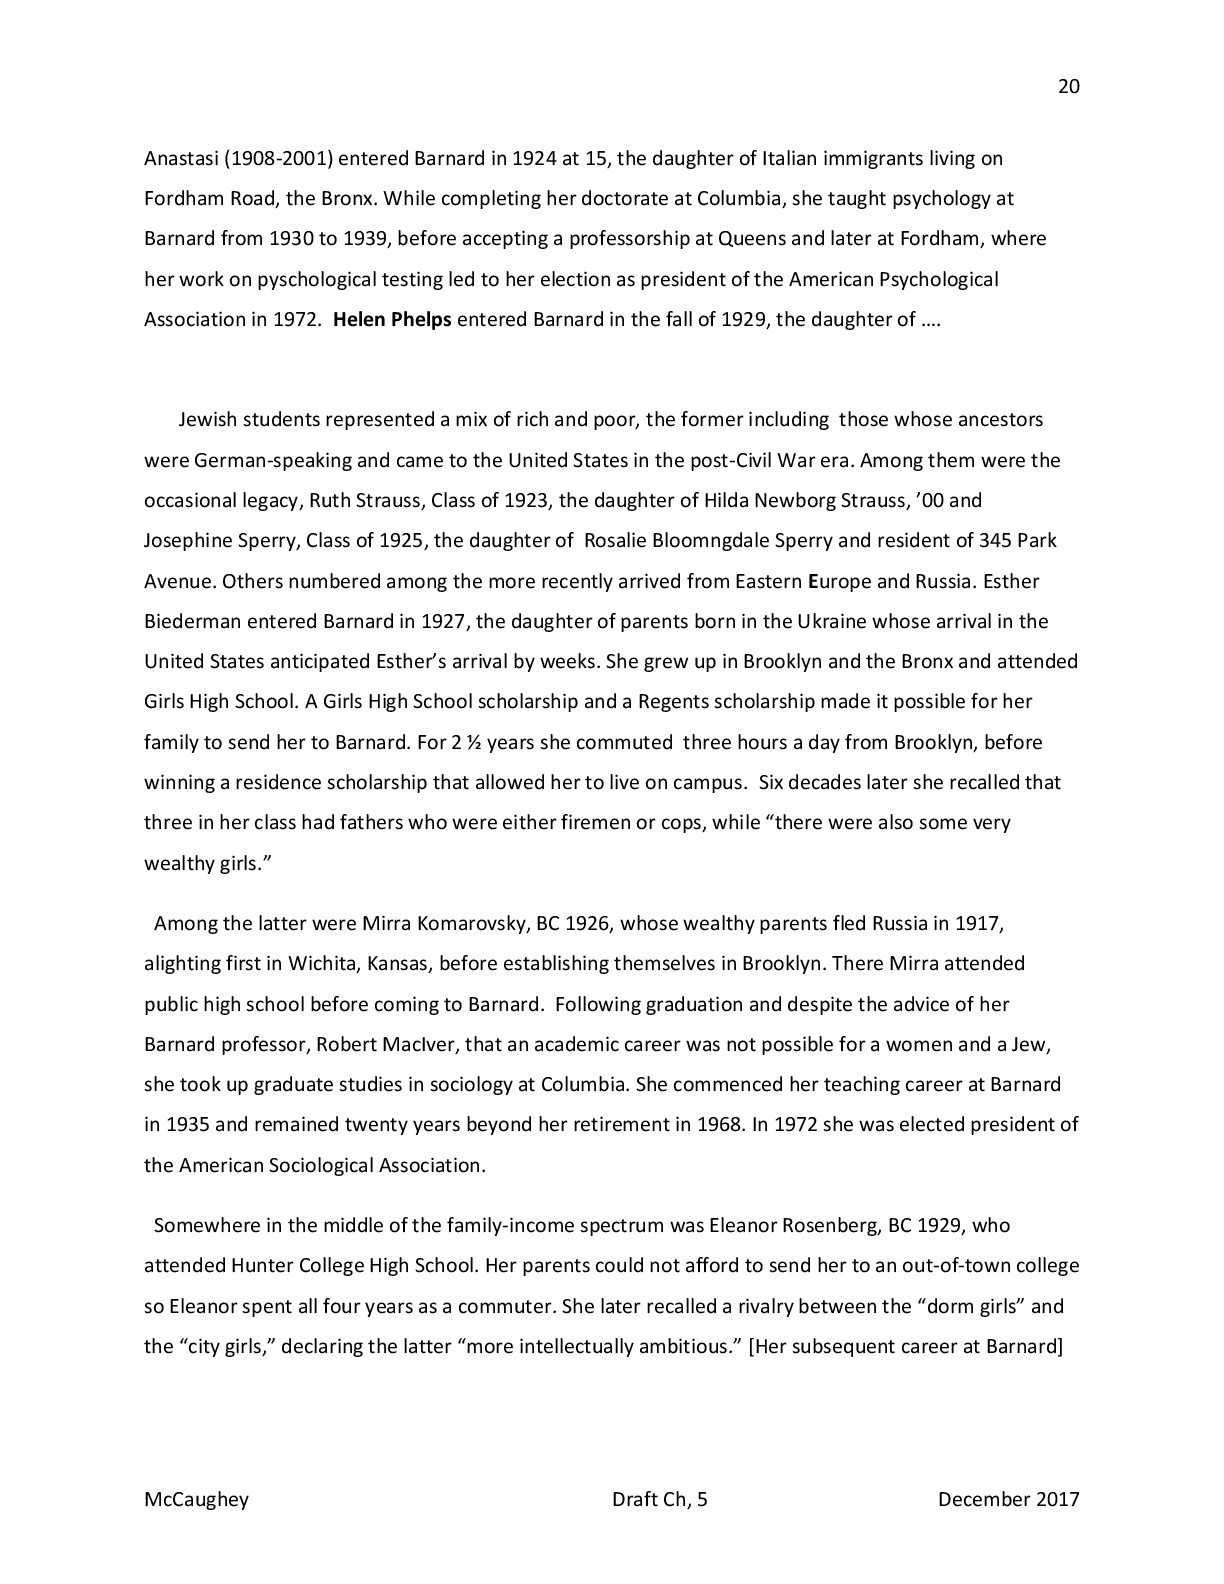 20
Anastasi (1908-2001) entered Barnard in 1924 at 15, the daughter of Italian immigrants living on
Fordham Road, the Bronx. While completing her doctorate at Columbia, she taught psychology at
Barnard from 1930 to 1939, before accepting a professorship at Queens and later at Fordham, where
her work on pyschological testing led to her election as president of the American Psychological
Association in 1972.  Helen Phelps entered Barnard in the fall of 1929, the daughter of ….
Jewish students represented a mix of rich and poor, the former including  those whose ancestors
were German-speaking and came to the United States in the post-Civil War era. Among them were the
occasional legacy, Ruth Strauss, Class of 1923, the daughter of Hilda Newborg Strauss, ’00 and
Josephine Sperry, Class of 1925, the daughter of  Rosalie Bloomngdale Sperry and resident of 345 Park
Avenue. Others numbered among the more recently arrived from Eastern Europe and Russia. Esther
Biederman entered Barnard in 1927, the daughter of parents born in the Ukraine whose arrival in the
United States anticipated Esther’s arrival by weeks. She grew up in Brooklyn and the Bronx and attended
Girls High School. A Girls High School scholarship and a Regents scholarship made it possible for her
family to send her to Barnard. For 2 ½ years she commuted  three hours a day from Brooklyn, before
winning a residence scholarship that allowed her to live on campus.  Six decades later she recalled that
three in her class had fathers who were either firemen or cops, while “there were also some very
wealthy girls.”
Among the latter were Mirra Komarovsky, BC 1926, whose wealthy parents fled Russia in 1917,
alighting first in Wichita, Kansas, before establishing themselves in Brooklyn. There Mirra attended
public high school before coming to Barnard.  Following graduation and despite the advice of her
Barnard professor, Robert MacIver, that an academic career was not possible for a women and a Jew,
she took up graduate studies in sociology at Columbia. She commenced her teaching career at Barnard
in 1935 and remained twenty years beyond her retirement in 1968. In 1972 she was elected president of
the American Sociological Association.
Somewhere in the middle of the family-income spectrum was Eleanor Rosenberg, BC 1929, who
attended Hunter College High School. Her parents could not afford to send her to an out-of-town college
so Eleanor spent all four years as a commuter. She later recalled a rivalry between the “dorm girls” and
the “city girls,” declaring the latter “more intellectually ambitious.” [Her subsequent career at Barnard]
McCaughey Draft Ch, 5 December 2017